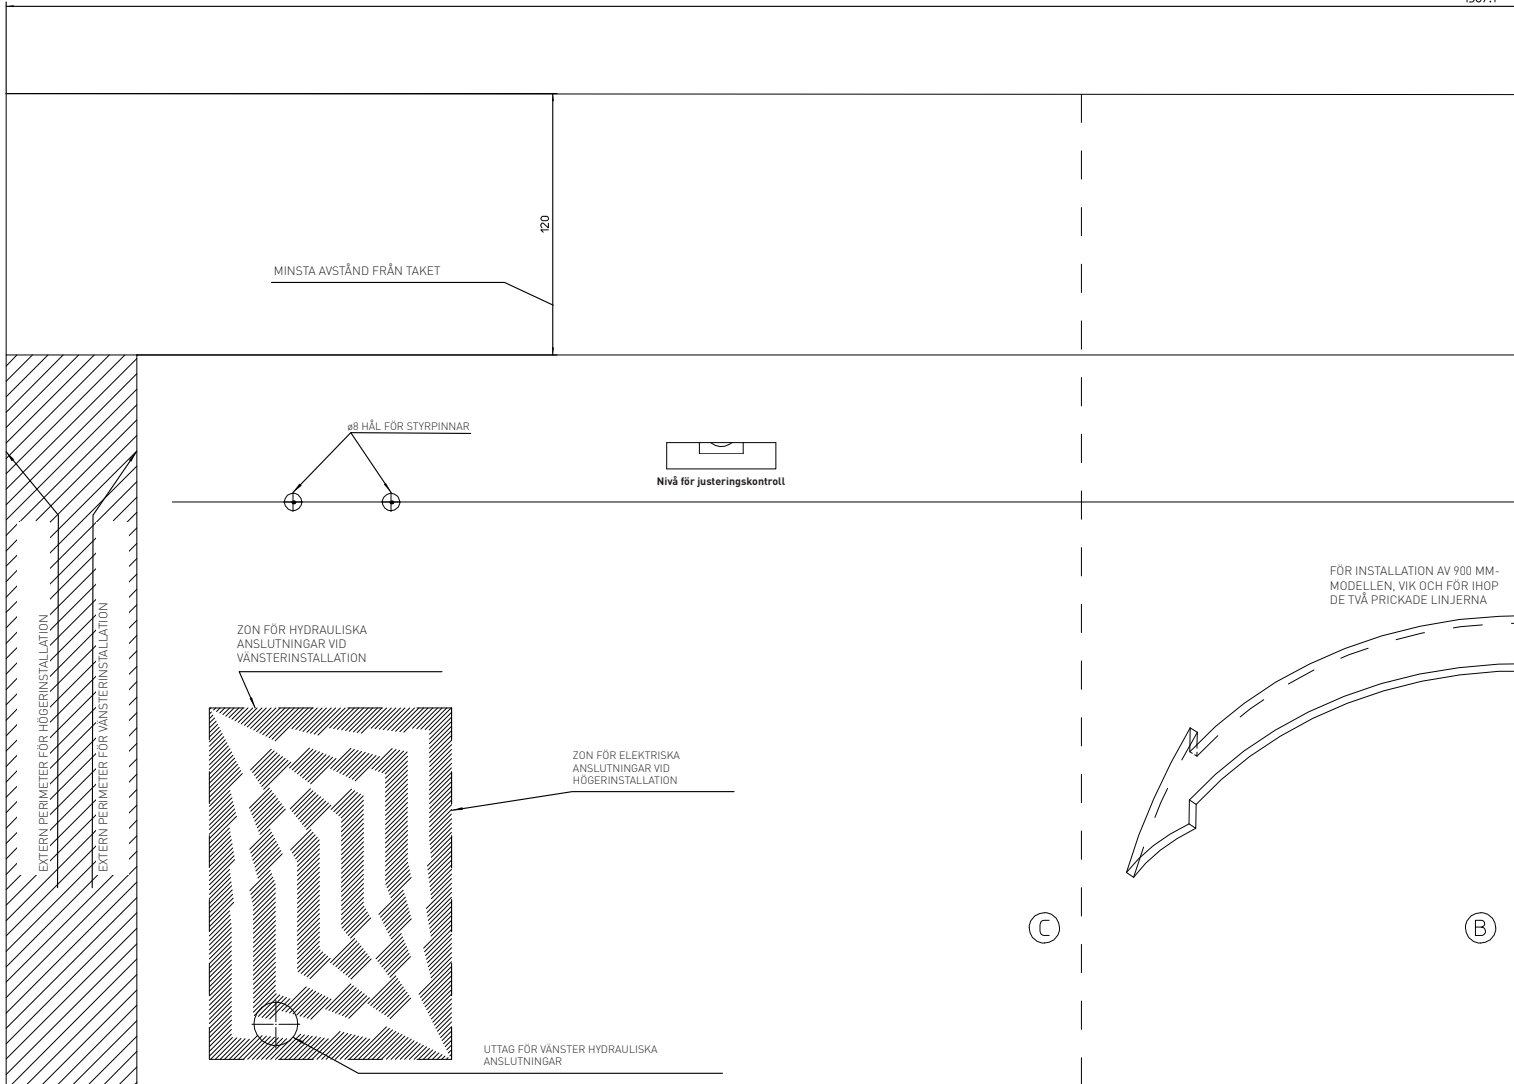 120
MINSTA AVSTÅND FRÅN TAKET
ø8 HÅL FÖR STYRPINNAR
Nivå för justeringskontroll
FÖR INSTALLATION AV 900 MM-
MODELLEN, VIK OCH FÖR IHOP
DE TVÅ PRICKADE LINJERNA
EXTERN PERIMETER FÖR HÖGERINSTALLATION
EXTERN PERIMETER FÖR VÄNSTERINSTALLATION
ZON FÖR HYDRAULISKA
ANSLUTNINGAR VID
VÄNSTERINSTALLATION
ZON FÖR ELEKTRISKA
ANSLUTNINGAR VID
HÖGERINSTALLATION
C
B
UTTAG FÖR VÄNSTER HYDRAULISKA
ANSLUTNINGAR